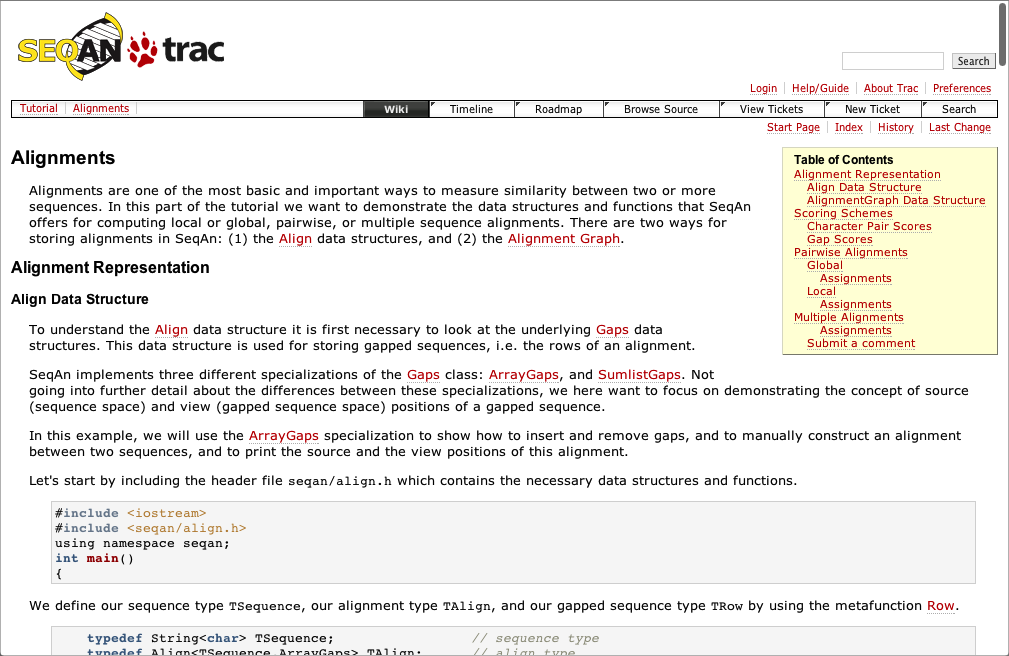 SEQAN trac
Search
Login Help/Guide About Trac Preferences
Tutorial Alignments Wiki Timeline Roadmap Browse Source View Tickets New Ticket Search
Start Page Index History Last Change
Alignments
Alignments are one of the most basic and important ways to measure similarity between two or more
sequences. In this part of the tutorial we want to demonstrate the data structures and functions that SeqAn
offers for computing local or global, pairwise, or multiple sequence alignments. There are two ways for
storing alignments in SeqAn: (1) the Align data structures, and (2) the Alignment Graph.
Table of Contents
Alignment Representation
Align Data Structure
AlignmentGraph Data Structure
Scoring Schemes
Character Pair Scores
Gap Scores
Pairwise Alignments
Global
Assignments
Local
Assignments
Multiple Alignments
Assignments
Submit a comment
Alignment Representation
Align Data Structure
To understand the Align data structure it is first necessary to look at the underlying Gaps data
structures. This data structure is used for storing gapped sequences, i.e. the rows of an alignment.
SeqAn implements three different specializations of the Gaps class: ArrayGaps, and SumlistGaps. Not
going into further detail about the differences between these specializations, we here want to focus on demonstrating the concept of source
(sequence space) and view (gapped sequence space) positions of a gapped sequence.
In this example, we will use the ArrayGaps specialization to show how to insert and remove gaps, and to manually construct an alignment
between two sequences, and to print the source and the view positions of this alignment.
Let's start by including the header file seqan/align.h which contains the necessary data structures and functions.
#include <iostream>
#include <seqan/align.h>
using namespace seqan;
int main()
{
We define our sequence type TSequence, our alignment type TAlign, and our gapped sequence type TRow by using the metafunction Row.
typedef String<char> TSequence; // sequence type
typedef Align<TSequence,ArrayGaps> TAlign; // align type